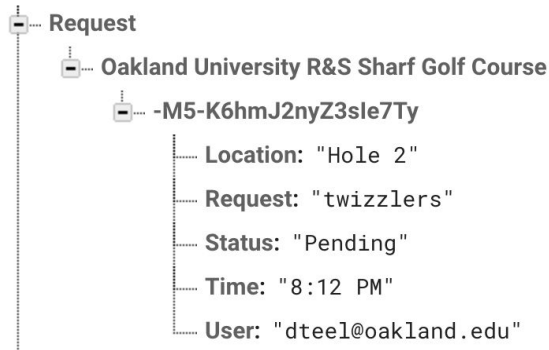 Request
Oakland University R&S Sharf Golf Course
-M5-K6hmJ2nyZ3sIe7Ty
Location: "Hole 2"
Request: "twizzlers"
Status: "Pending"
Time: "8:12 PM"
User: "dteel@oakland.edu"